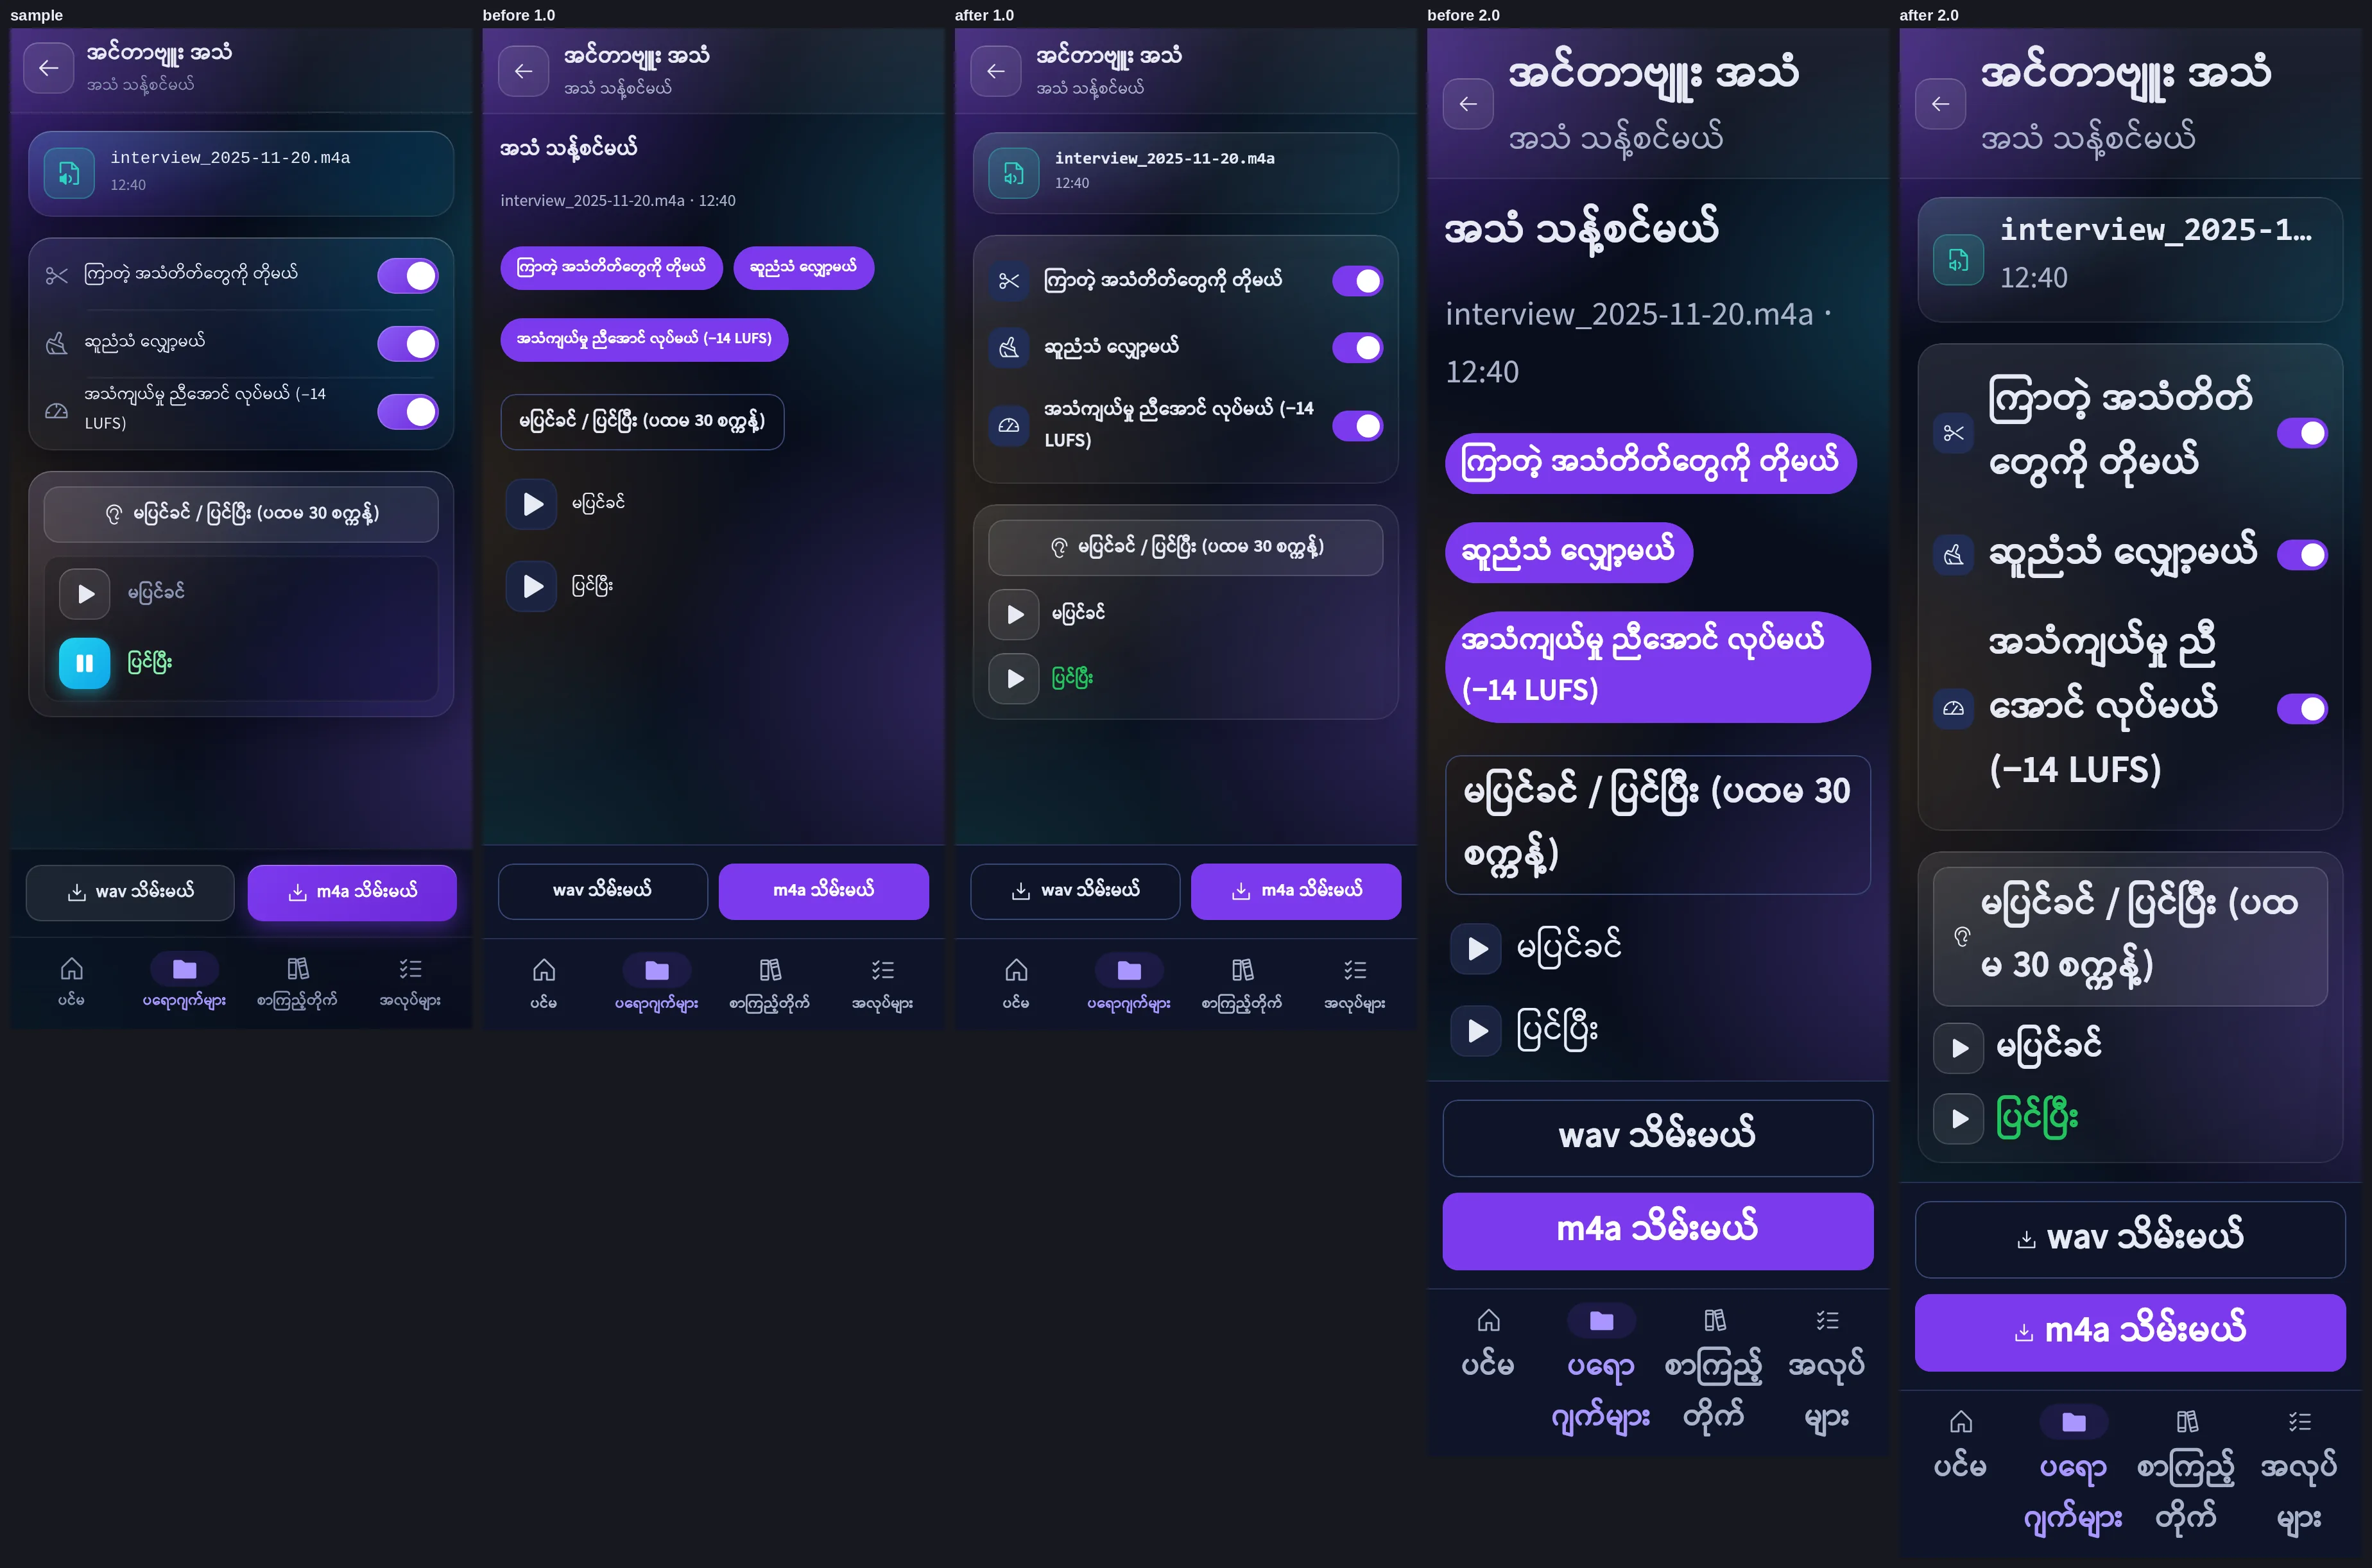 sample
အင်တာဗျူး အသံ
အသံ သန့်စင်မယ်
interview_2025-11-20.m4a
12:40
ကြာတဲ့ အသံတိတ်တွေကို တိုမယ်
ဆူညံသံ လျှော့မယ်
အသံကျယ်မှု ညီအောင် လုပ်မယ် (−14
LUFS)
မပြင်ခင် / ပြင်ပြီး (ပထမ 30 စက္ကန့်)
မပြင်ခင်
ပြင်ပြီး
wav သိမ်းမယ်
m4a သိမ်းမယ်
ပင်မ
ပရောဂျက်များ
စာကြည့်တိုက်
အလုပ်များ
before 1.0
အင်တာဗျူး အသံ
အသံ သန့်စင်မယ်
အသံ သန့်စင်မယ်
interview_2025-11-20.m4a · 12:40
ကြာတဲ့ အသံတိတ်တွေကို တိုမယ်
ဆူညံသံ လျှော့မယ်
အသံကျယ်မှု ညီအောင် လုပ်မယ် (−14 LUFS)
မပြင်ခင် / ပြင်ပြီး (ပထမ 30 စက္ကန့်)
မပြင်ခင်
ပြင်ပြီး
wav သိမ်းမယ်
m4a သိမ်းမယ်
ပင်မ
ပရောဂျက်များ
စာကြည့်တိုက်
အလုပ်များ
after 1.0
အင်တာဗျူး အသံ
အသံ သန့်စင်မယ်
interview_2025-11-20.m4a
12:40
ကြာတဲ့ အသံတိတ်တွေကို တိုမယ်
ဆူညံသံ လျှော့မယ်
အသံကျယ်မှု ညီအောင် လုပ်မယ် (−14
LUFS)
မပြင်ခင် / ပြင်ပြီး (ပထမ 30 စက္ကန့်)
မပြင်ခင်
ပြင်ပြီး
wav သိမ်းမယ်
m4a သိမ်းမယ်
ပင်မ
ပရောဂျက်များ
စာကြည့်တိုက်
အလုပ်များ
before 2.0
အင်တာဗျူး အသံ
အသံ သန့်စင်မယ်
အသံ သန့်စင်မယ်
interview_2025-11-20.m4a ·
12:40
ကြာတဲ့ အသံတိတ်တွေကို တိုမယ်
ဆူညံသံ လျှော့မယ်
အသံကျယ်မှု ညီအောင် လုပ်မယ်
(−14 LUFS)
မပြင်ခင် / ပြင်ပြီး (ပထမ 30
စက္ကန့်)
မပြင်ခင်
ပြင်ပြီး
wav သိမ်းမယ်
m4a သိမ်းမယ်
ပင်မ
ပရော
ဂျက်များ
စာကြည့်
တိုက်
အလုပ်
များ
after 2.0
အင်တာဗျူး အသံ
အသံ သန့်စင်မယ်
interview_2025-1…
12:40
ကြာတဲ့ အသံတိတ်
တွေကို တိုမယ်
ဆူညံသံ လျှော့မယ်
အသံကျယ်မှု ညီ
အောင် လုပ်မယ်
(−14 LUFS)
မပြင်ခင် / ပြင်ပြီး (ပထ
မ 30 စက္ကန့်)
မပြင်ခင်
ပြင်ပြီး
wav သိမ်းမယ်
m4a သိမ်းမယ်
ပင်မ
ပရော
ဂျက်များ
စာကြည့်
တိုက်
အလုပ်
များ